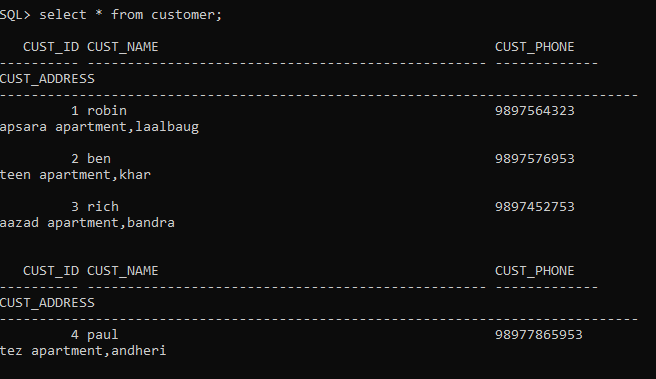 SQL> select * from customer;
CUST_ID CUST_NAME CUST_PHONE
---------- -------------------------------------------------- -------------
CUST_ADDRESS
--------------------------------------------------------------------------------
1 robin 9897564323
apsara apartment,laalbaug
2 ben 9897576953
teen apartment,khar
3 rich 9897452753
aazad apartment,bandra
CUST_ID CUST_NAME CUST_PHONE
---------- -------------------------------------------------- -------------
CUST_ADDRESS
--------------------------------------------------------------------------------
4 paul 98977865953
tez apartment,andheri